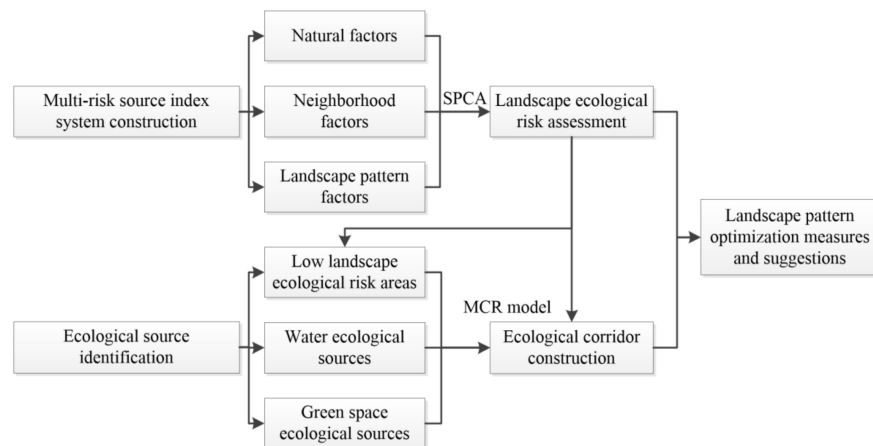 Natural factors
Multi-risk source index
system construction
Neighborhood
factors
SPCA
Landscape ecological
risk assessment
Landscape pattern
factors
Landscape pattern
optimization measures
and suggestions
Low landscape
ecological risk areas
MCR model
Ecological source
identification
Water ecological
sources
Ecological corridor
construction
Green space
ecological sources